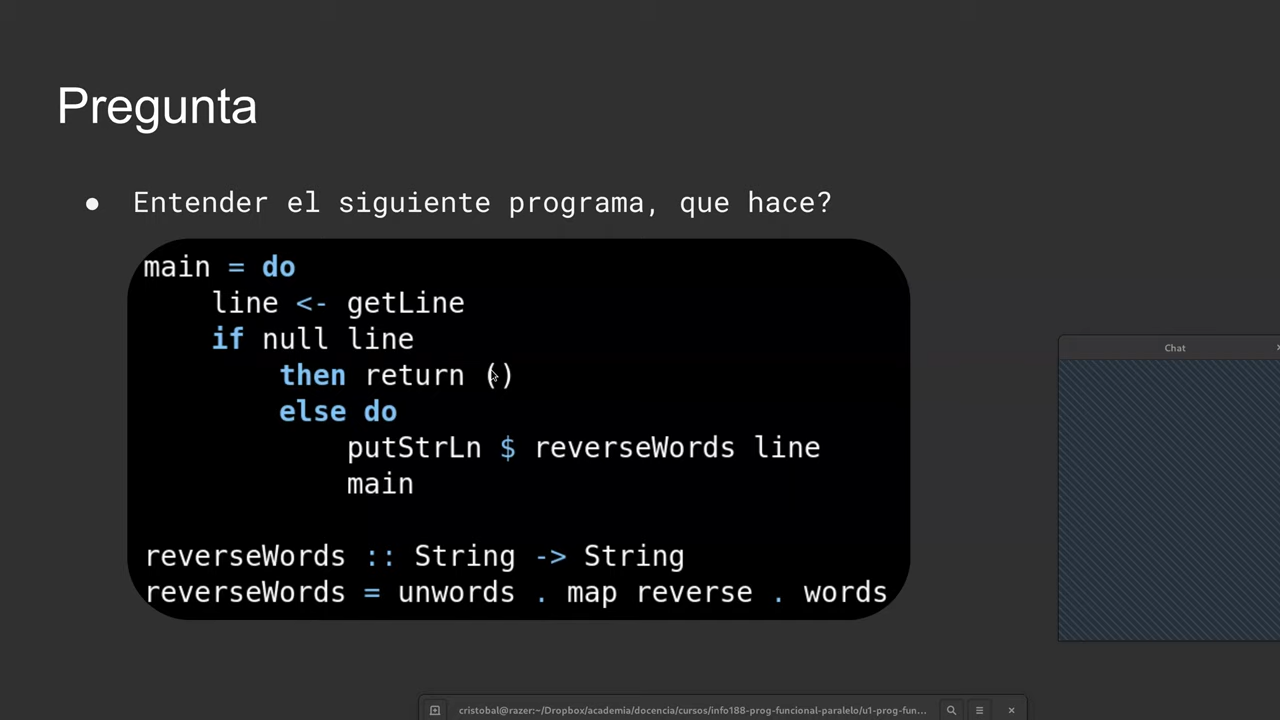 Pregunta
● Entender el siguiente programa, que hace?
main = do
    line <- getLine
    if null line
        then return ()
        else do
            putStrLn $ reverseWords line
            main
reverseWords :: String -> String
reverseWords = unwords . map reverse . words
Chat
cristobal@razer:~/Dropbox/academia/docencia/cursos/info188-prog-funcional-paralelo/u1-prog-fun...